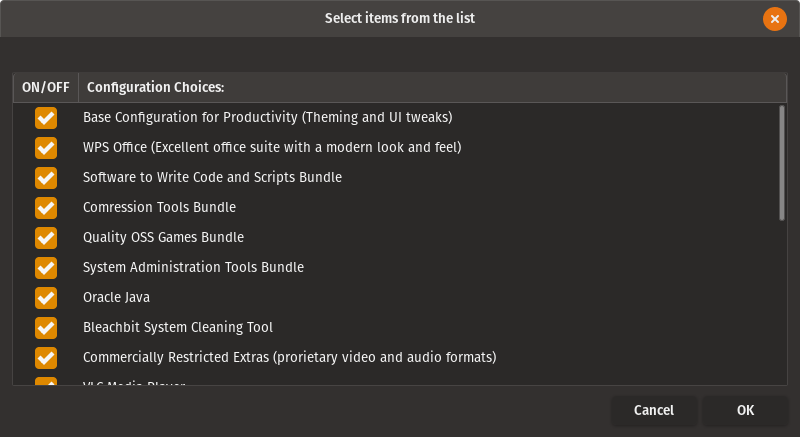 Select items from the list
ON/OFF Configuration Choices:
Base Configuration for Productivity (Theming and UI tweaks)
WPS Office (Excellent office suite with a modern look and feel)
Software to Write Code and Scripts Bundle
Comression Tools Bundle
Quality OSS Games Bundle
System Administration Tools Bundle
Oracle Java
Bleachbit System Cleaning Tool
Commercially Restricted Extras (prorietary video and audio formats)
VLC Media Player
Cancel OK